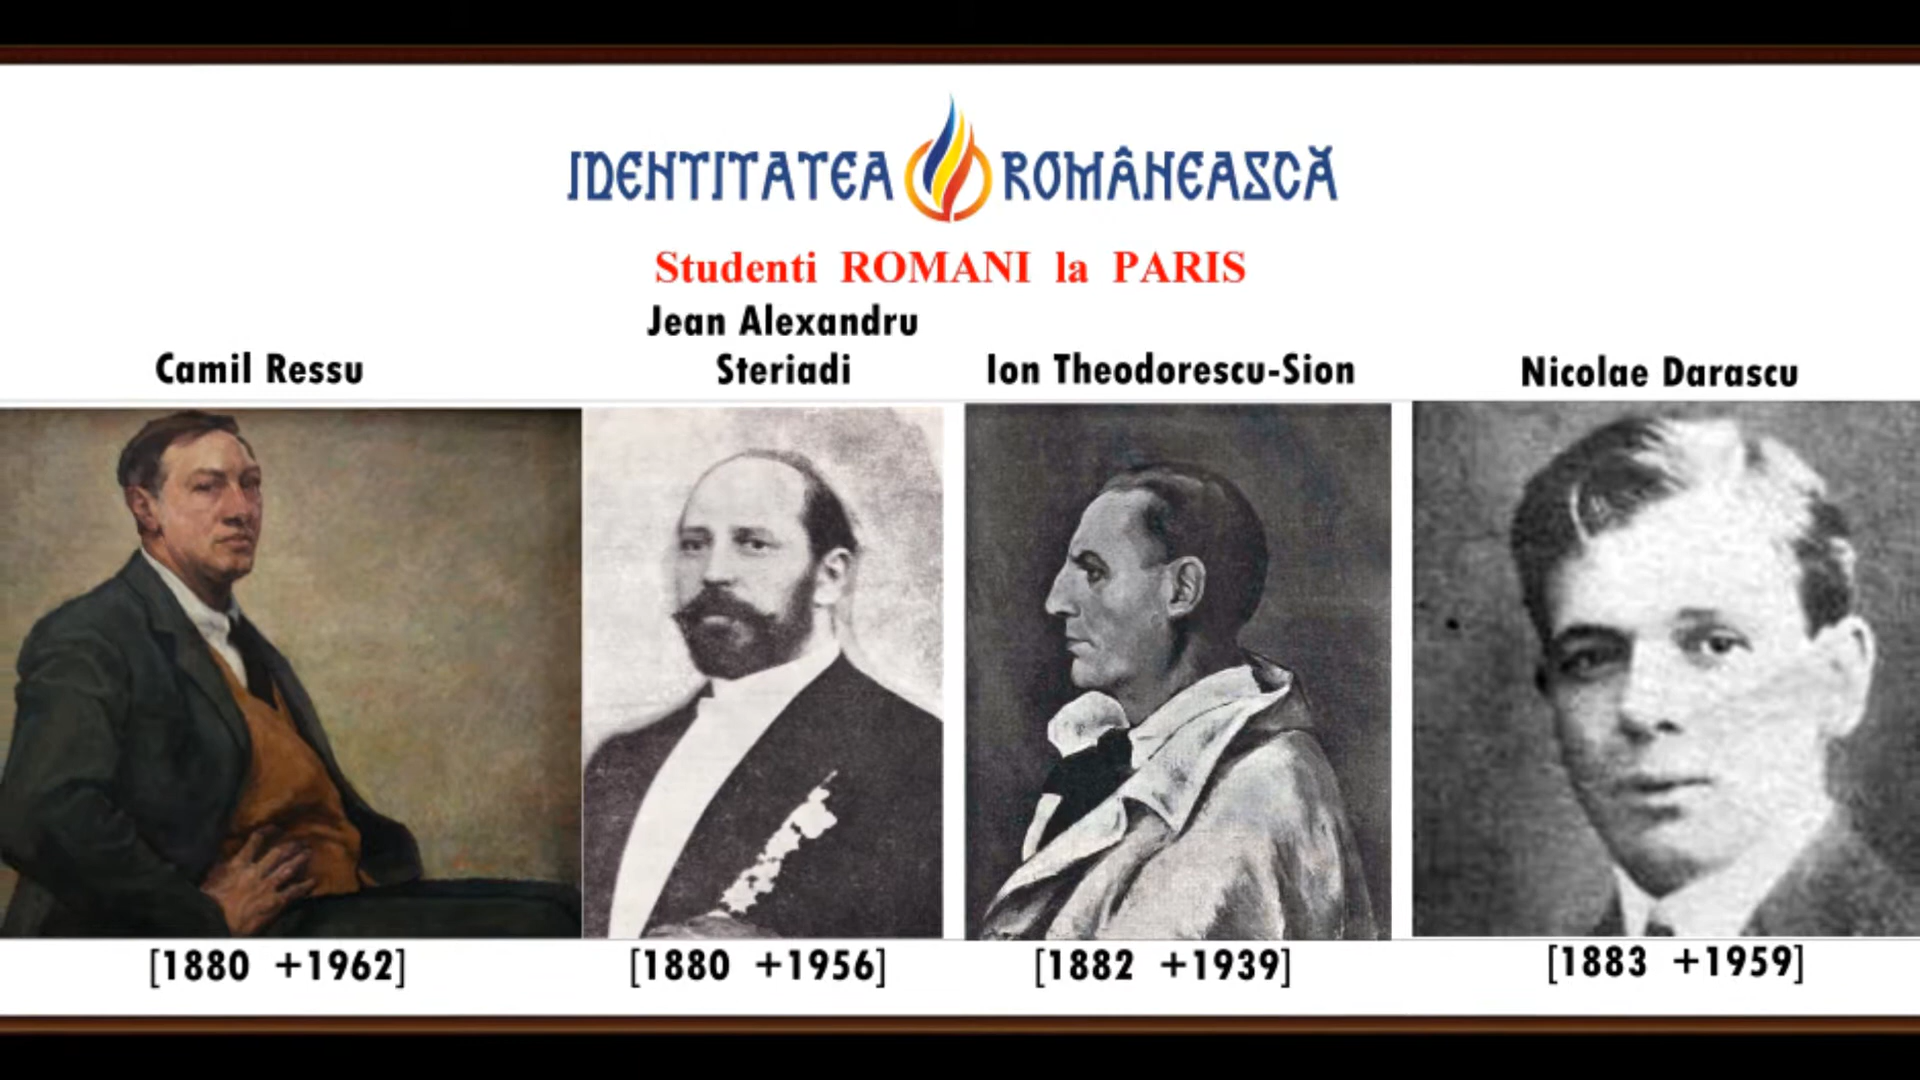 IDENTITATEA ROMÂNEASCĂ
Studenti ROMANI la PARIS
Jean Alexandru
Camil Ressu Steriadi Ion Theodorescu-Sion Nicolae Darascu
[1880 +1962] [1880 +1956] [1882 +1939] [1883 +1959]